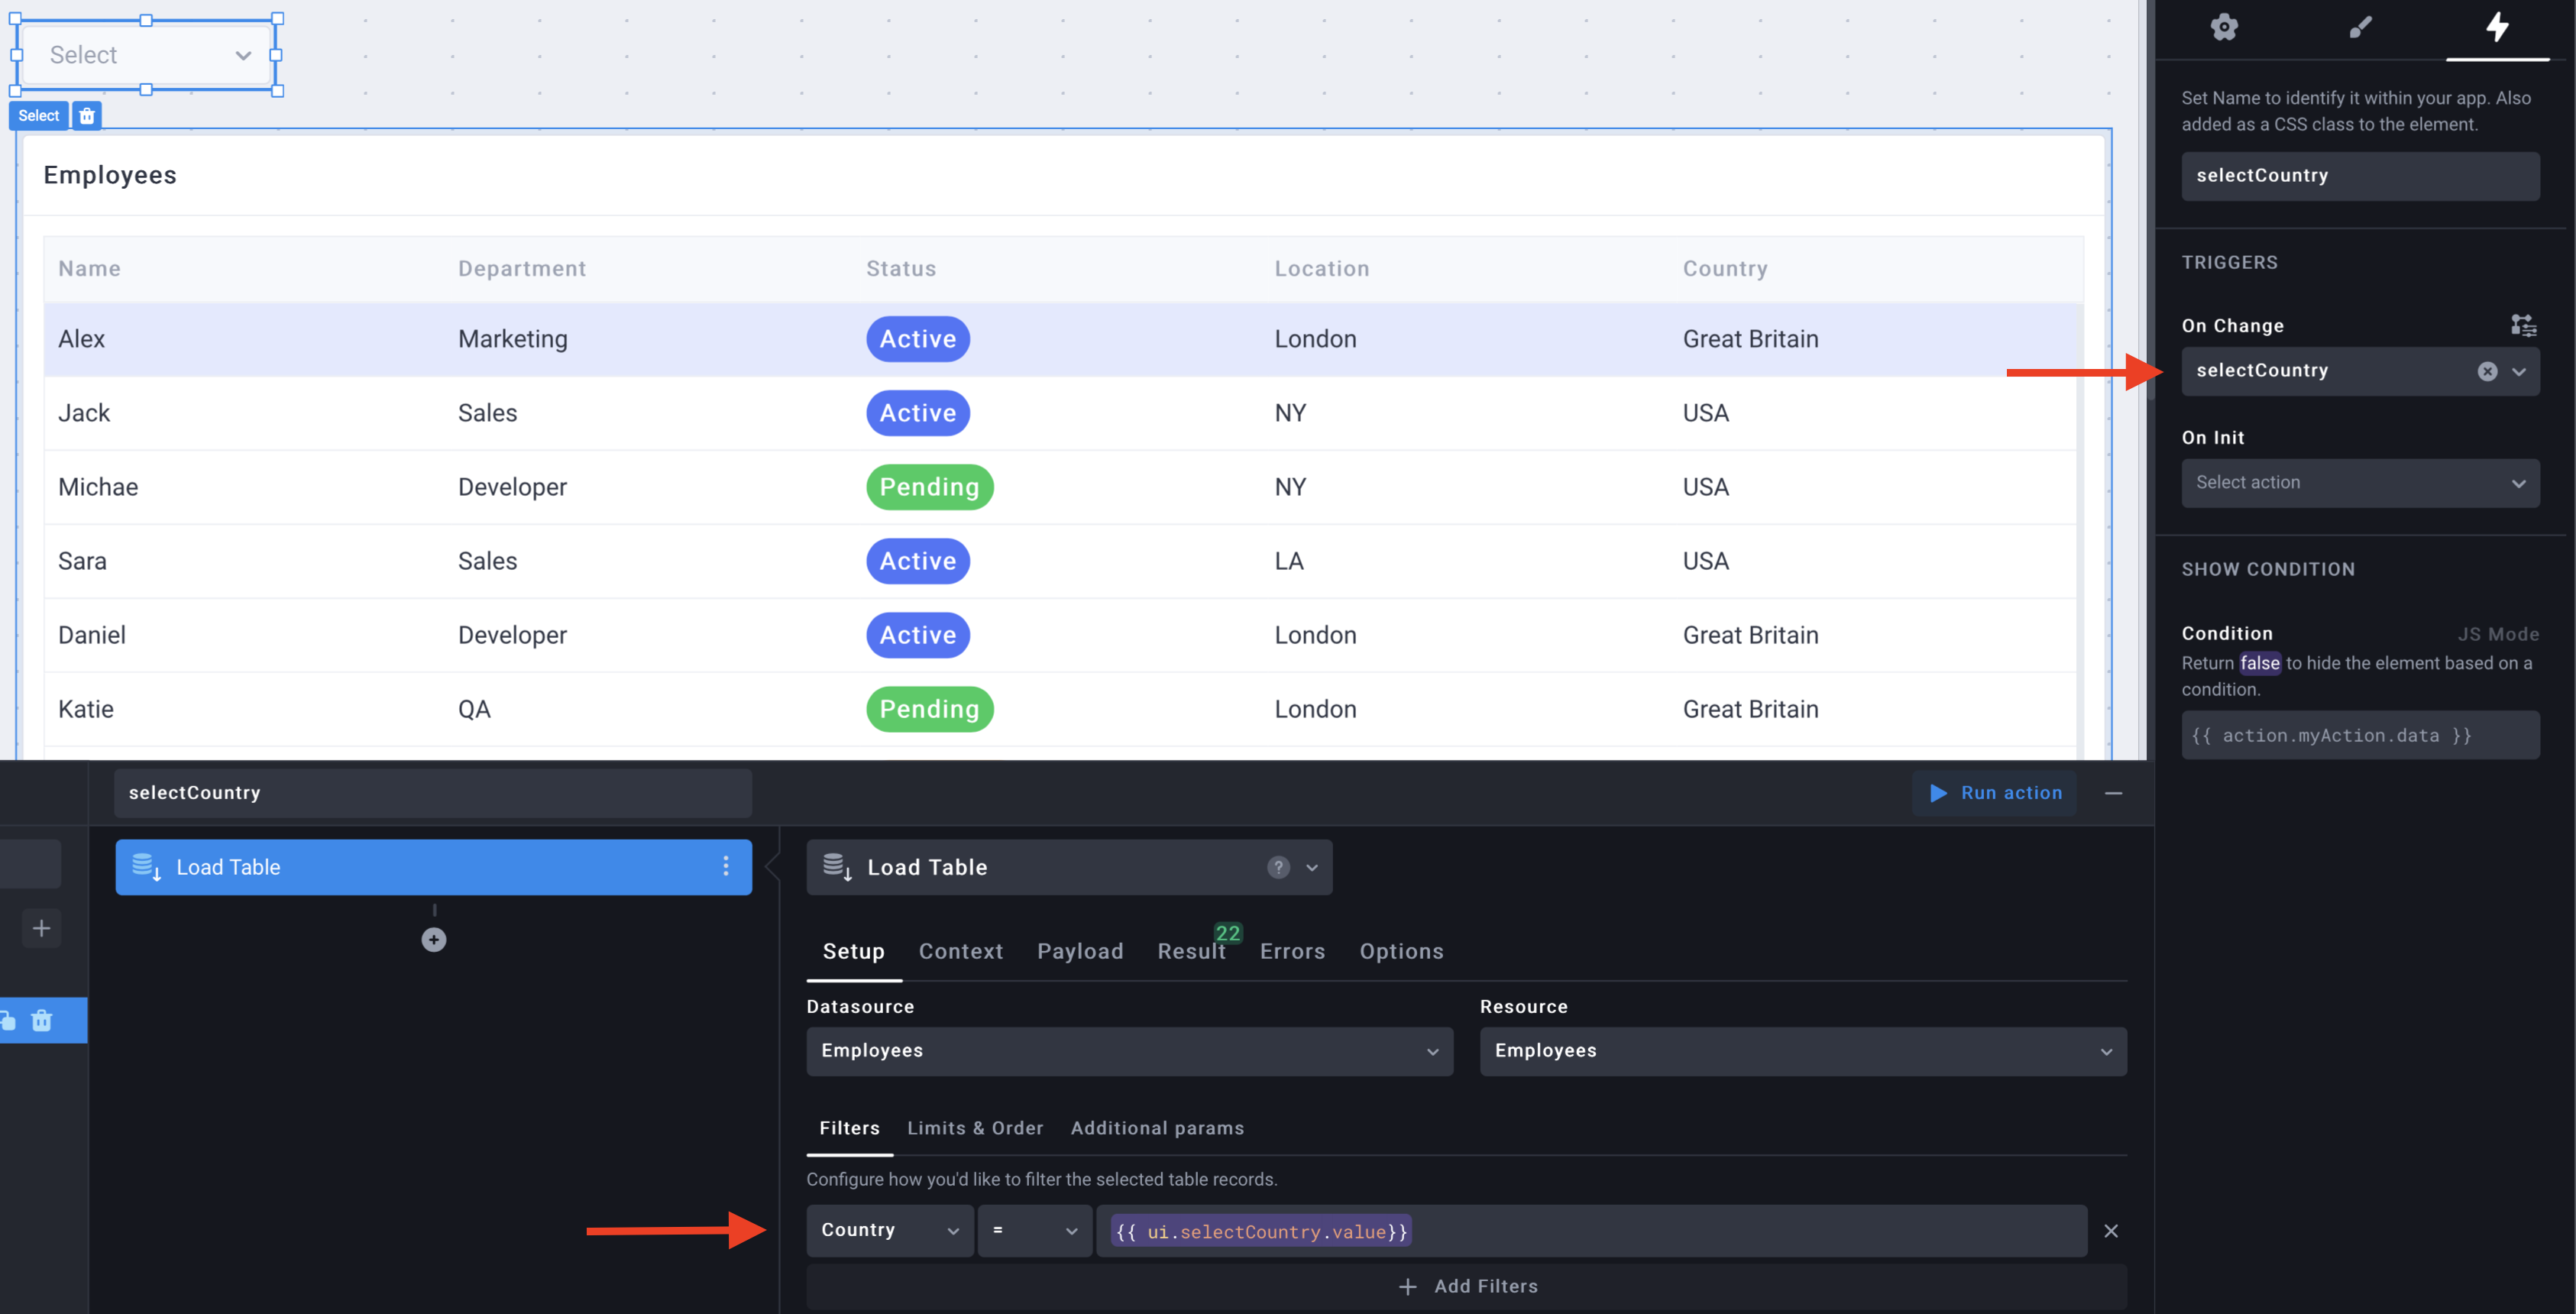 Select
Select
Employees
Name Department Status Location Country
Alex Marketing Active London Great Britain
Jack Sales Active NY USA
Michae Developer Pending NY USA
Sara Sales Active LA USA
Daniel Developer Active London Great Britain
Katie QA Pending London Great Britain
Set Name to identify it within your app. Also
added as a CSS class to the element.
selectCountry
TRIGGERS
On Change
selectCountry
On Init
Select action
SHOW CONDITION
Condition JS Mode
Return false to hide the element based on a
condition.
{{ action.myAction.data }}
selectCountry
Run action
Load Table
Load Table ?
Setup Context Payload Result 22 Errors Options
Datasource Resource
Employees Employees
Filters Limits & Order Additional params
Configure how you'd like to filter the selected table records.
Country = {{ ui.selectCountry.value}}
+ Add Filters